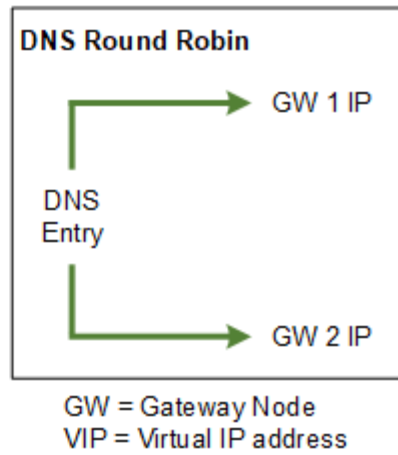 DNS Round Robin
GW 1 IP
DNS
Entry
GW 2 IP
GW = Gateway Node
VIP = Virtual IP address